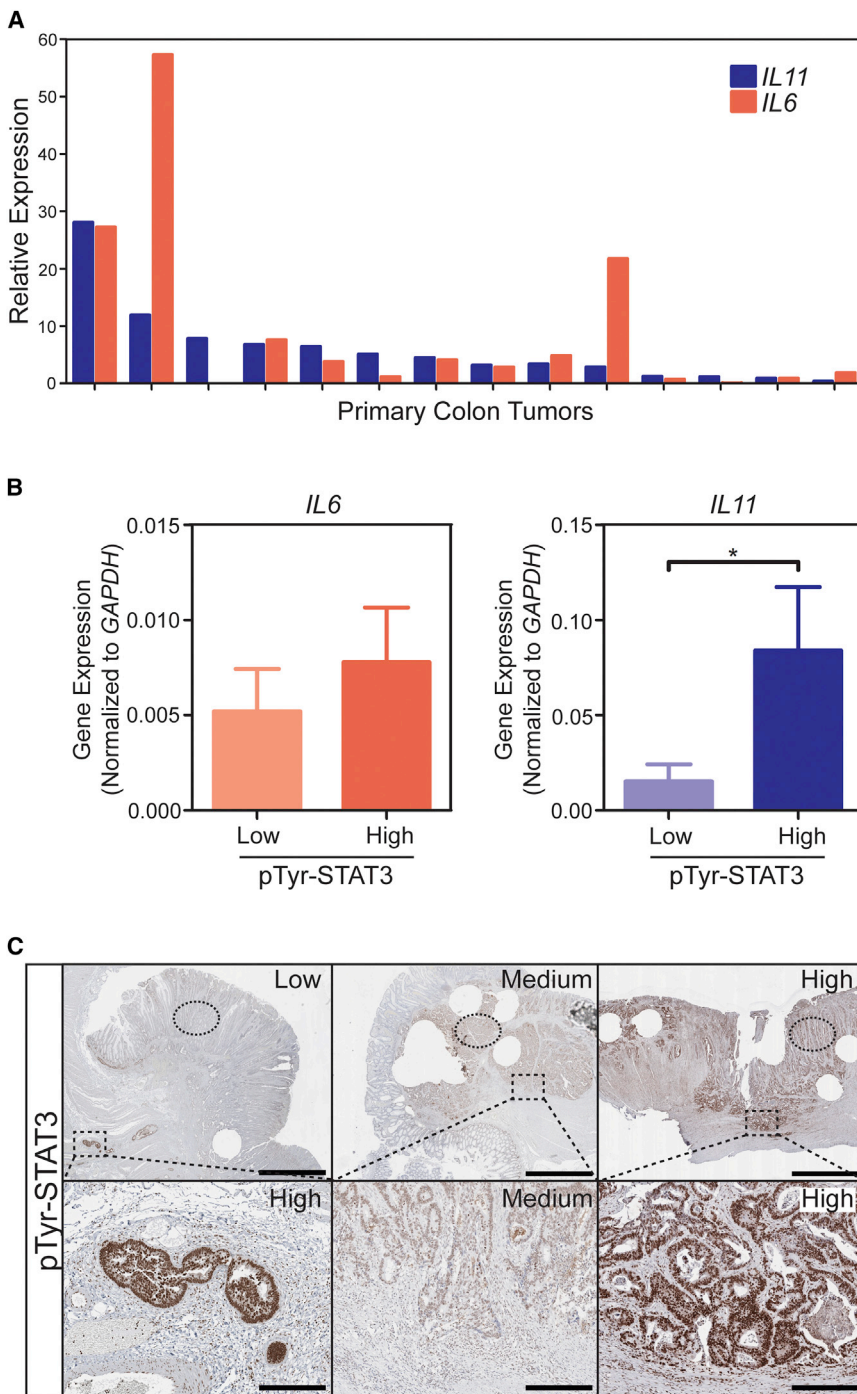 A
60
50
40
30
20
10
0
Relative Expression
IL11
IL6
Primary Colon Tumors
B
IL6
0.015
0.010
0.005
0.000
Gene Expression
(Normalized to GAPDH)
Low
High
pTyr-STAT3
IL11
*
0.15
0.10
0.05
0.00
Gene Expression
(Normalized to GAPDH)
Low
High
pTyr-STAT3
C
pTyr-STAT3
Low
Medium
High
High
Medium
High